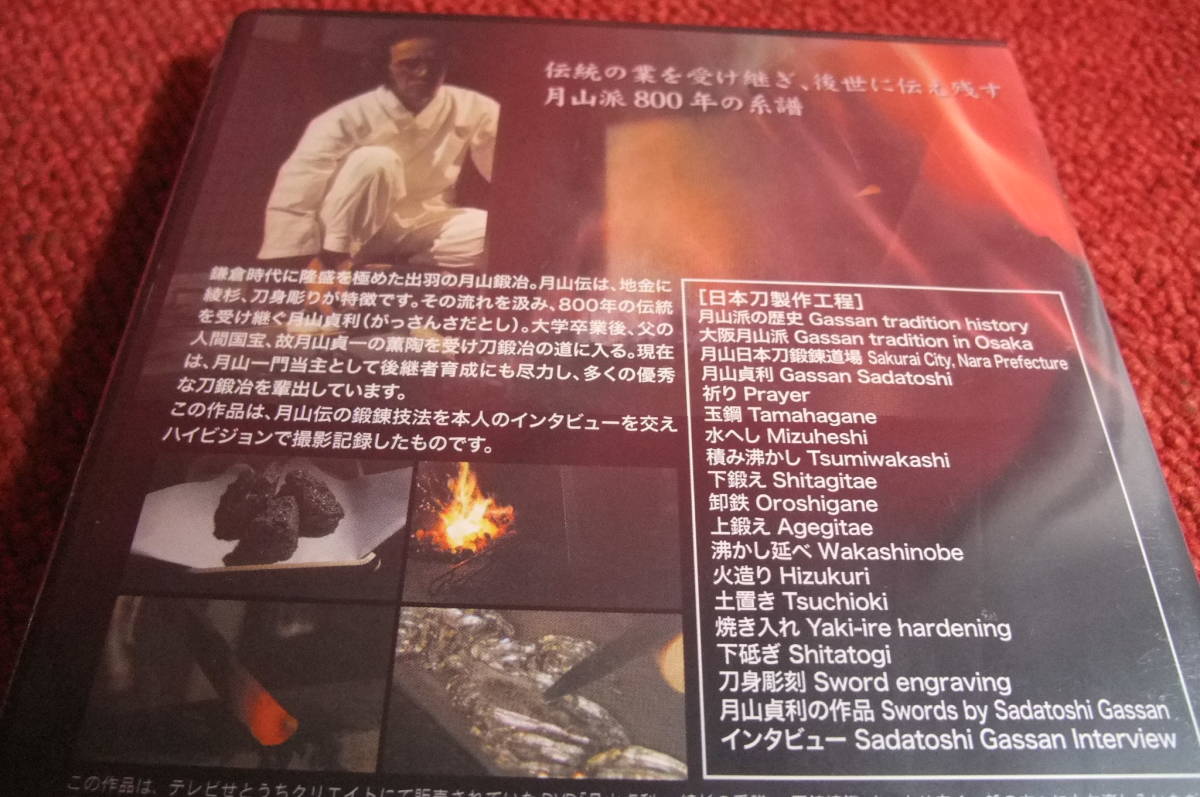 伝統の業を受け継ぎ、後世に伝え残す
月山派800年の系譜
鎌倉時代に隆盛を極めた出羽の月山鍛冶。月山伝は、地金に
綾杉、刀身彫りが特徴です。その流れを汲み、800年の伝統
を受け継ぐ月山貞利(がっさんさだとし)。大学卒業後、父の
人間国宝、故月山貞一の薫陶を受け刀鍛冶の道に入る。現在
は、月山一門当主として後継者育成にも尽力し、多くの優秀
な刀鍛冶を輩出しています。
この作品は、月山伝の鍛錬技法を本人のインタビューを交え
ハイビジョンで撮影記録したものです。
[日本刀製作工程]
月山派の歴史 Gassan tradition history
大阪月山派 Gassan tradition in Osaka
月山日本刀鍛錬道場 Sakurai City, Nara Prefecture
月山貞利 Gassan Sadatoshi
祈り Prayer
玉鋼 Tamahagane
水へし Mizuheshi
積み沸かし Tsumiwakashi
下鍛え Shitagitae
卸鉄 Oroshigane
上鍛え Agegitae
沸かし延べ Wakashinobe
火造り Hizukuri
土置き Tsuchioki
焼き入れ Yaki-ire hardening
下砥ぎ Shitatogi
刀身彫刻 Sword engraving
月山貞利の作品 Swords by Sadatoshi Gassan
インタビュー Sadatoshi Gassan Interview
この作品は、テレビせとうちクリエイトにて販売されていたDVD